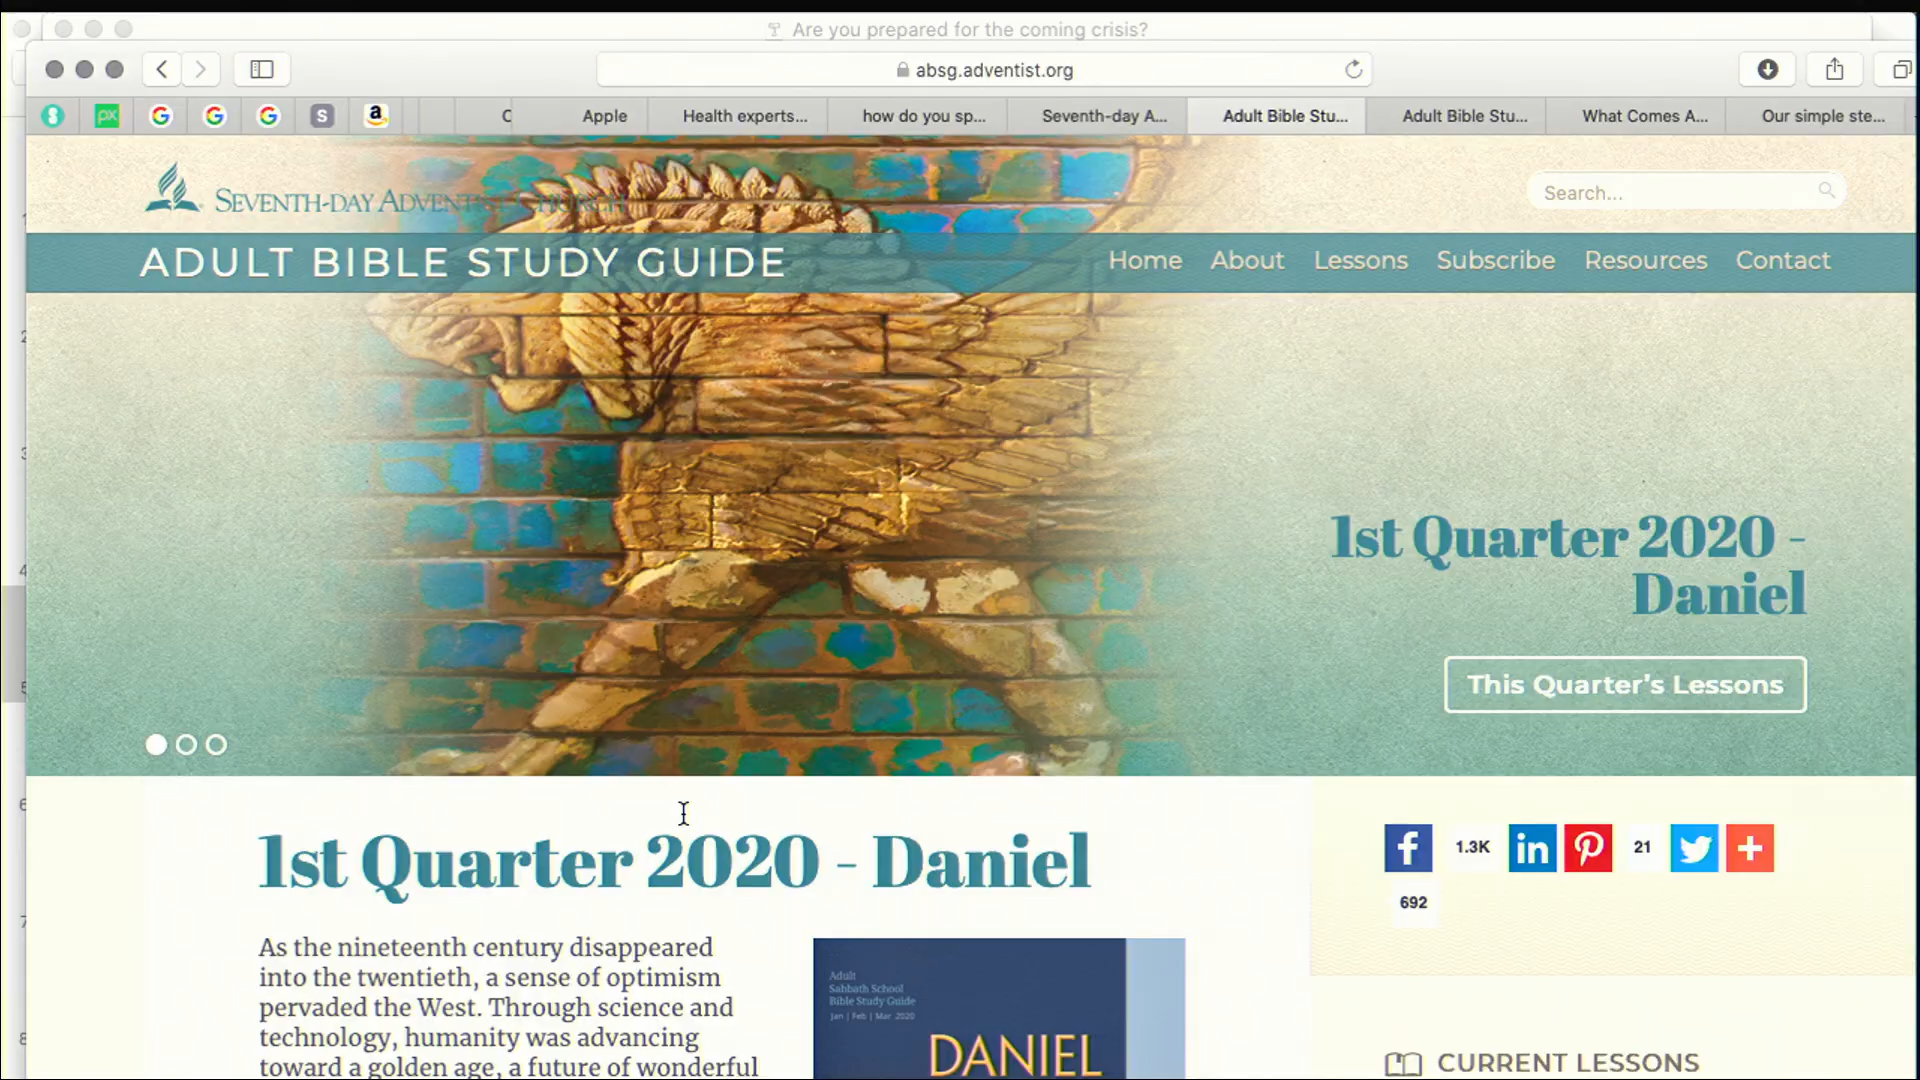 Are you prepared for the coming crisis?
absg.adventist.org
px
S
a
C
Apple
Health experts...
how do you sp...
Seventh-day A...
Adult Bible Stu...
Adult Bible Stu...
What Comes A...
Our simple ste...
SEVENTH-DAY ADVENTIST CHURCH
Search...
ADULT BIBLE STUDY GUIDE
Home
About
Lessons
Subscribe
Resources
Contact
1st Quarter 2020 -
Daniel
This Quarter's Lessons
1st Quarter 2020 - Daniel
As the nineteenth century disappeared
into the twentieth, a sense of optimism
pervaded the West. Through science and
technology, humanity was advancing
toward a golden age, a future of wonderful
Adult
Sabbath School
Bible Study Guide
Jan | Feb | Mar 2020
DANIEL
1.3K
21
692
CURRENT LESSONS